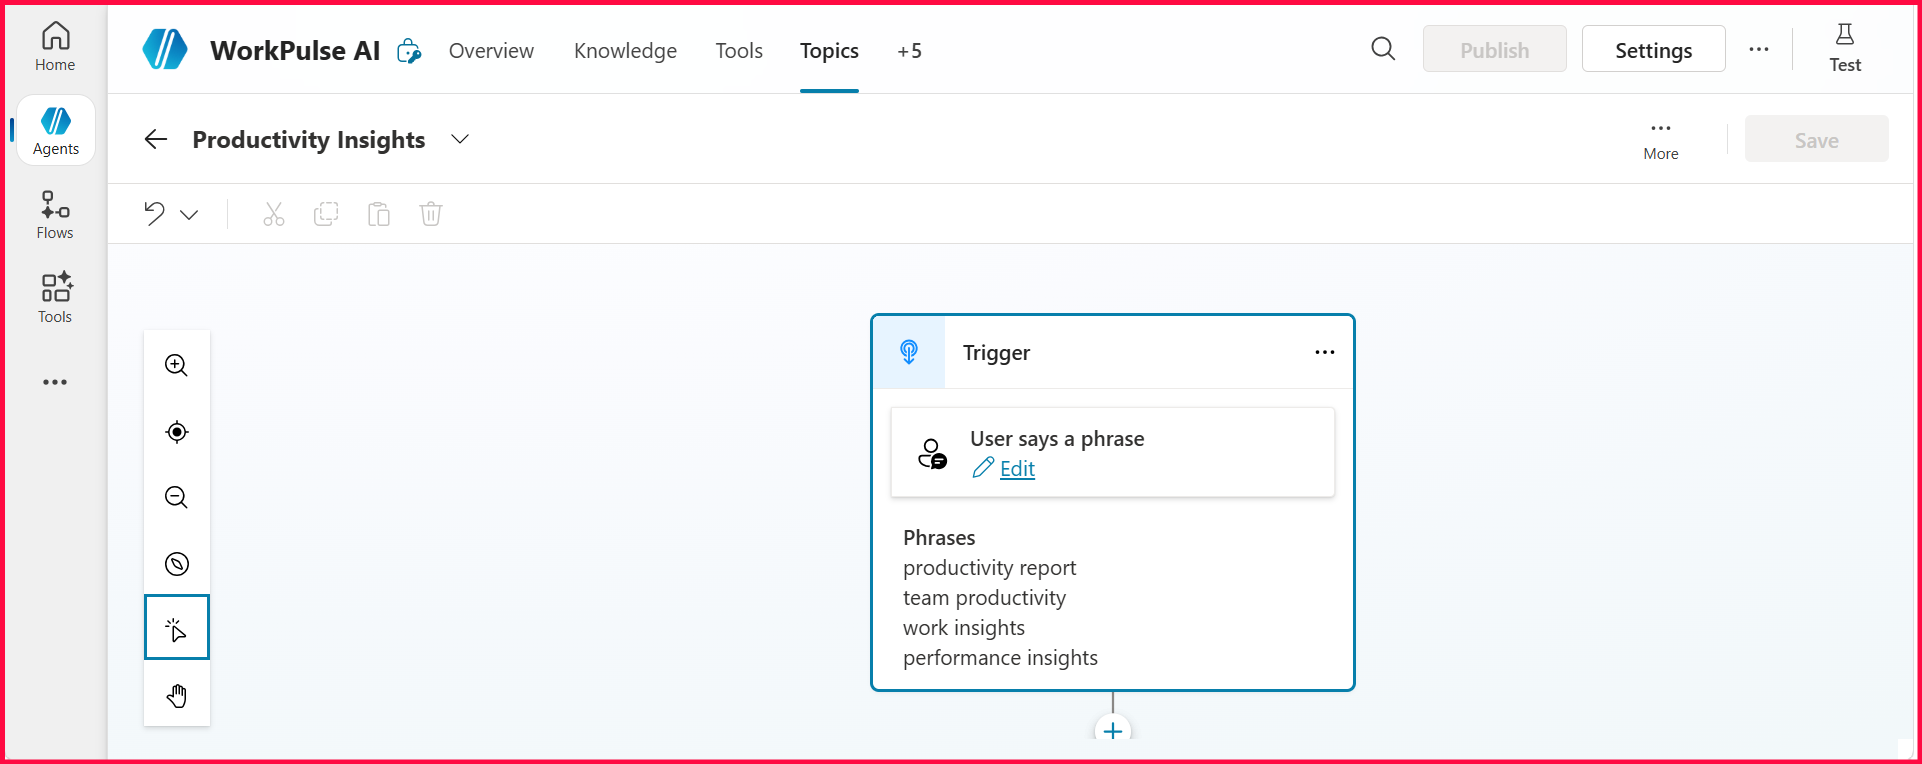 Home
Agents
Flows
Tools
WorkPulse AI
Overview
Knowledge
Tools
Topics
+5
Publish
Settings
Test
Productivity Insights
More
Save
Trigger
User says a phrase
Edit
Phrases
productivity report
team productivity
work insights
performance insights